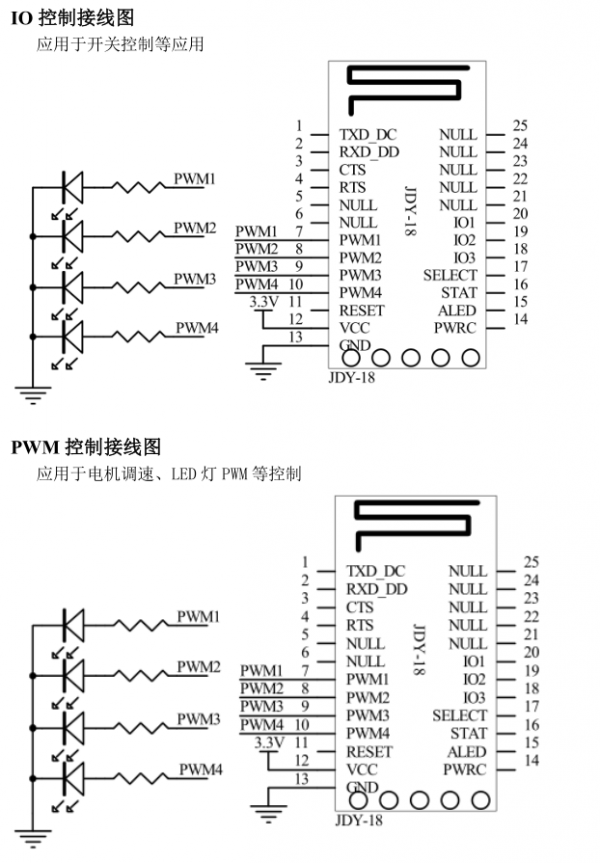 IO 控制接线图
应用于开关控制等应用
PWM1
PWM2
PWM3
PWM4
1 TXD_DC NULL 25
2 RXD_DD NULL 24
3 CTS NULL 23
4 RTS NULL 22
5 NULL NULL 21
6 NULL IO1 20
PWM1 7 PWM1 IO2 19
PWM2 8 PWM2 IO3 18
PWM3 9 PWM3 SELECT 17
PWM4 10 PWM4 STAT 16
3.3V 11 RESET ALED 15
12 VCC PWRC 14
13 GND
JDY-18
JDY-18
PWM 控制接线图
应用于电机调速、LED 灯 PWM 等控制
PWM1
PWM2
PWM3
PWM4
1 TXD_DC NULL 25
2 RXD_DD NULL 24
3 CTS NULL 23
4 RTS NULL 22
5 NULL NULL 21
6 NULL IO1 20
PWM1 7 PWM1 IO2 19
PWM2 8 PWM2 IO3 18
PWM3 9 PWM3 SELECT 17
PWM4 10 PWM4 STAT 16
3.3V 11 RESET ALED 15
12 VCC PWRC 14
13 GND
JDY-18
JDY-18